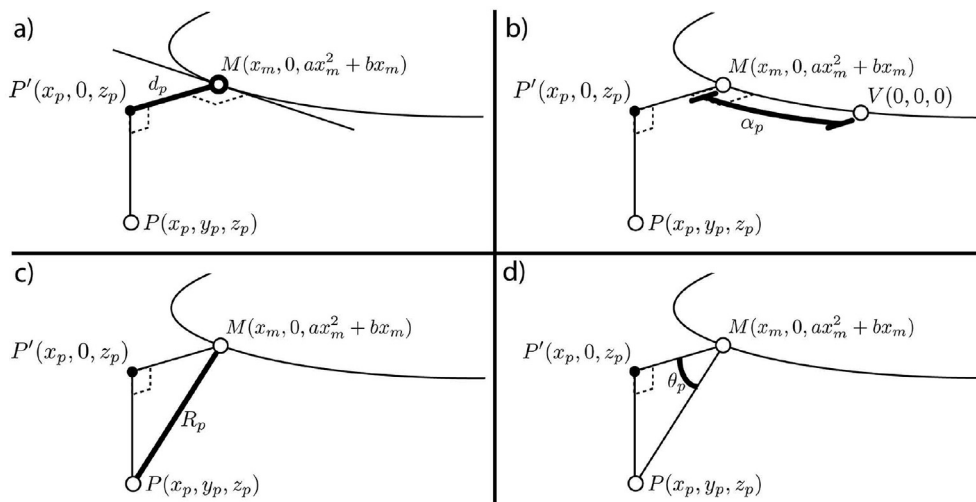 a)
M(x_m, 0, ax_m^2 + bx_m)
d_p
P'(x_p, 0, z_p)
P(x_p, y_p, z_p)
b)
M(x_m, 0, ax_m^2 + bx_m)
P'(x_p, 0, z_p)
V(0, 0, 0)
α_p
P(x_p, y_p, z_p)
c)
M(x_m, 0, ax_m^2 + bx_m)
P'(x_p, 0, z_p)
R_p
P(x_p, y_p, z_p)
d)
M(x_m, 0, ax_m^2 + bx_m)
P'(x_p, 0, z_p)
θ_p
P(x_p, y_p, z_p)